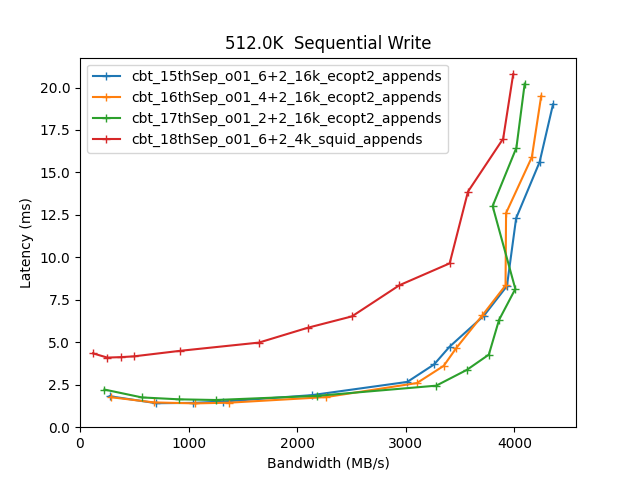 512.0K  Sequential Write
cbt_15thSep_o01_6+2_16k_ecopt2_appends
cbt_16thSep_o01_4+2_16k_ecopt2_appends
cbt_17thSep_o01_2+2_16k_ecopt2_appends
cbt_18thSep_o01_6+2_4k_squid_appends
Latency (ms)
20.0
17.5
15.0
12.5
10.0
7.5
5.0
2.5
0.0
0 1000 2000 3000 4000
Bandwidth (MB/s)